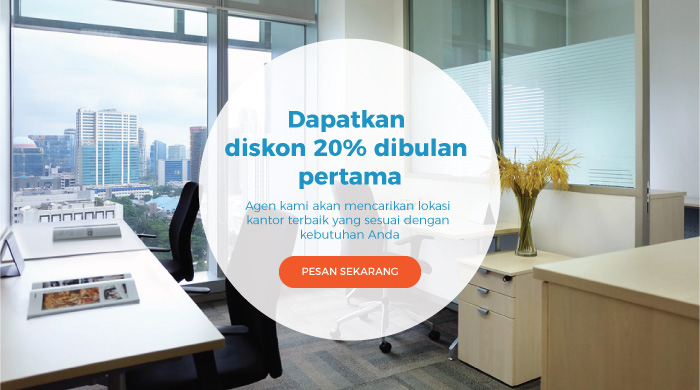 Dapatkan
diskon 20% dibulan
pertama
Agen kami akan mencarikan lokasi
kantor terbaik yang sesuai dengan
kebutuhan Anda
PESAN SEKARANG